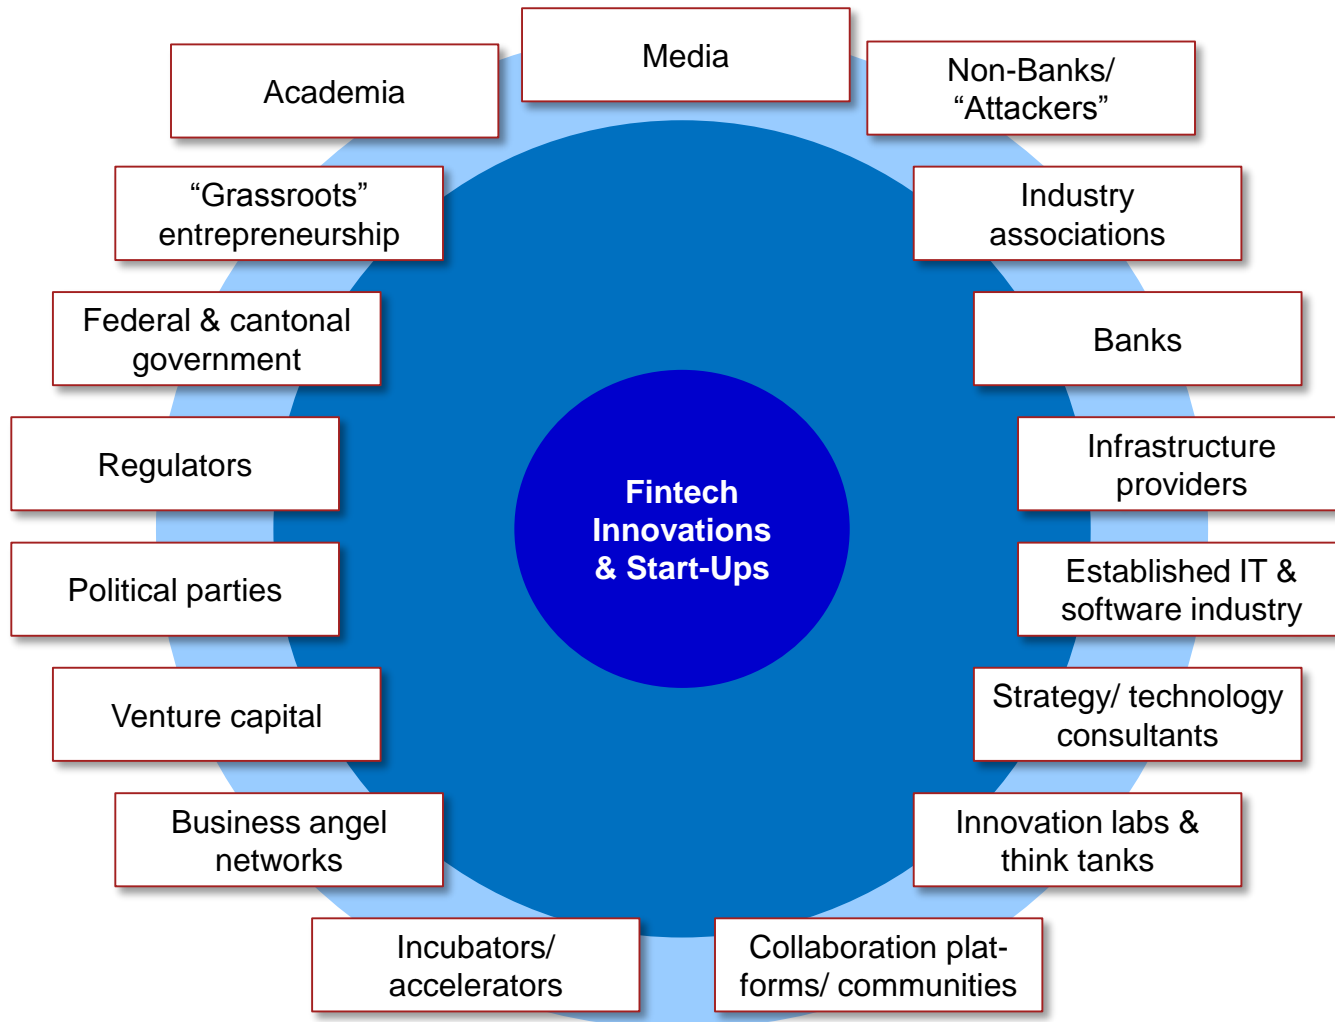 Media
Academia
Non-Banks/
“Attackers”
“Grassroots”
entrepreneurship
Industry
associations
Federal & cantonal
government
Banks
Regulators
Infrastructure
providers
Fintech
Innovations
& Start-Ups
Political parties
Established IT &
software industry
Venture capital
Strategy/ technology
consultants
Business angel
networks
Innovation labs &
think tanks
Incubators/
accelerators
Collaboration plat-
forms/ communities